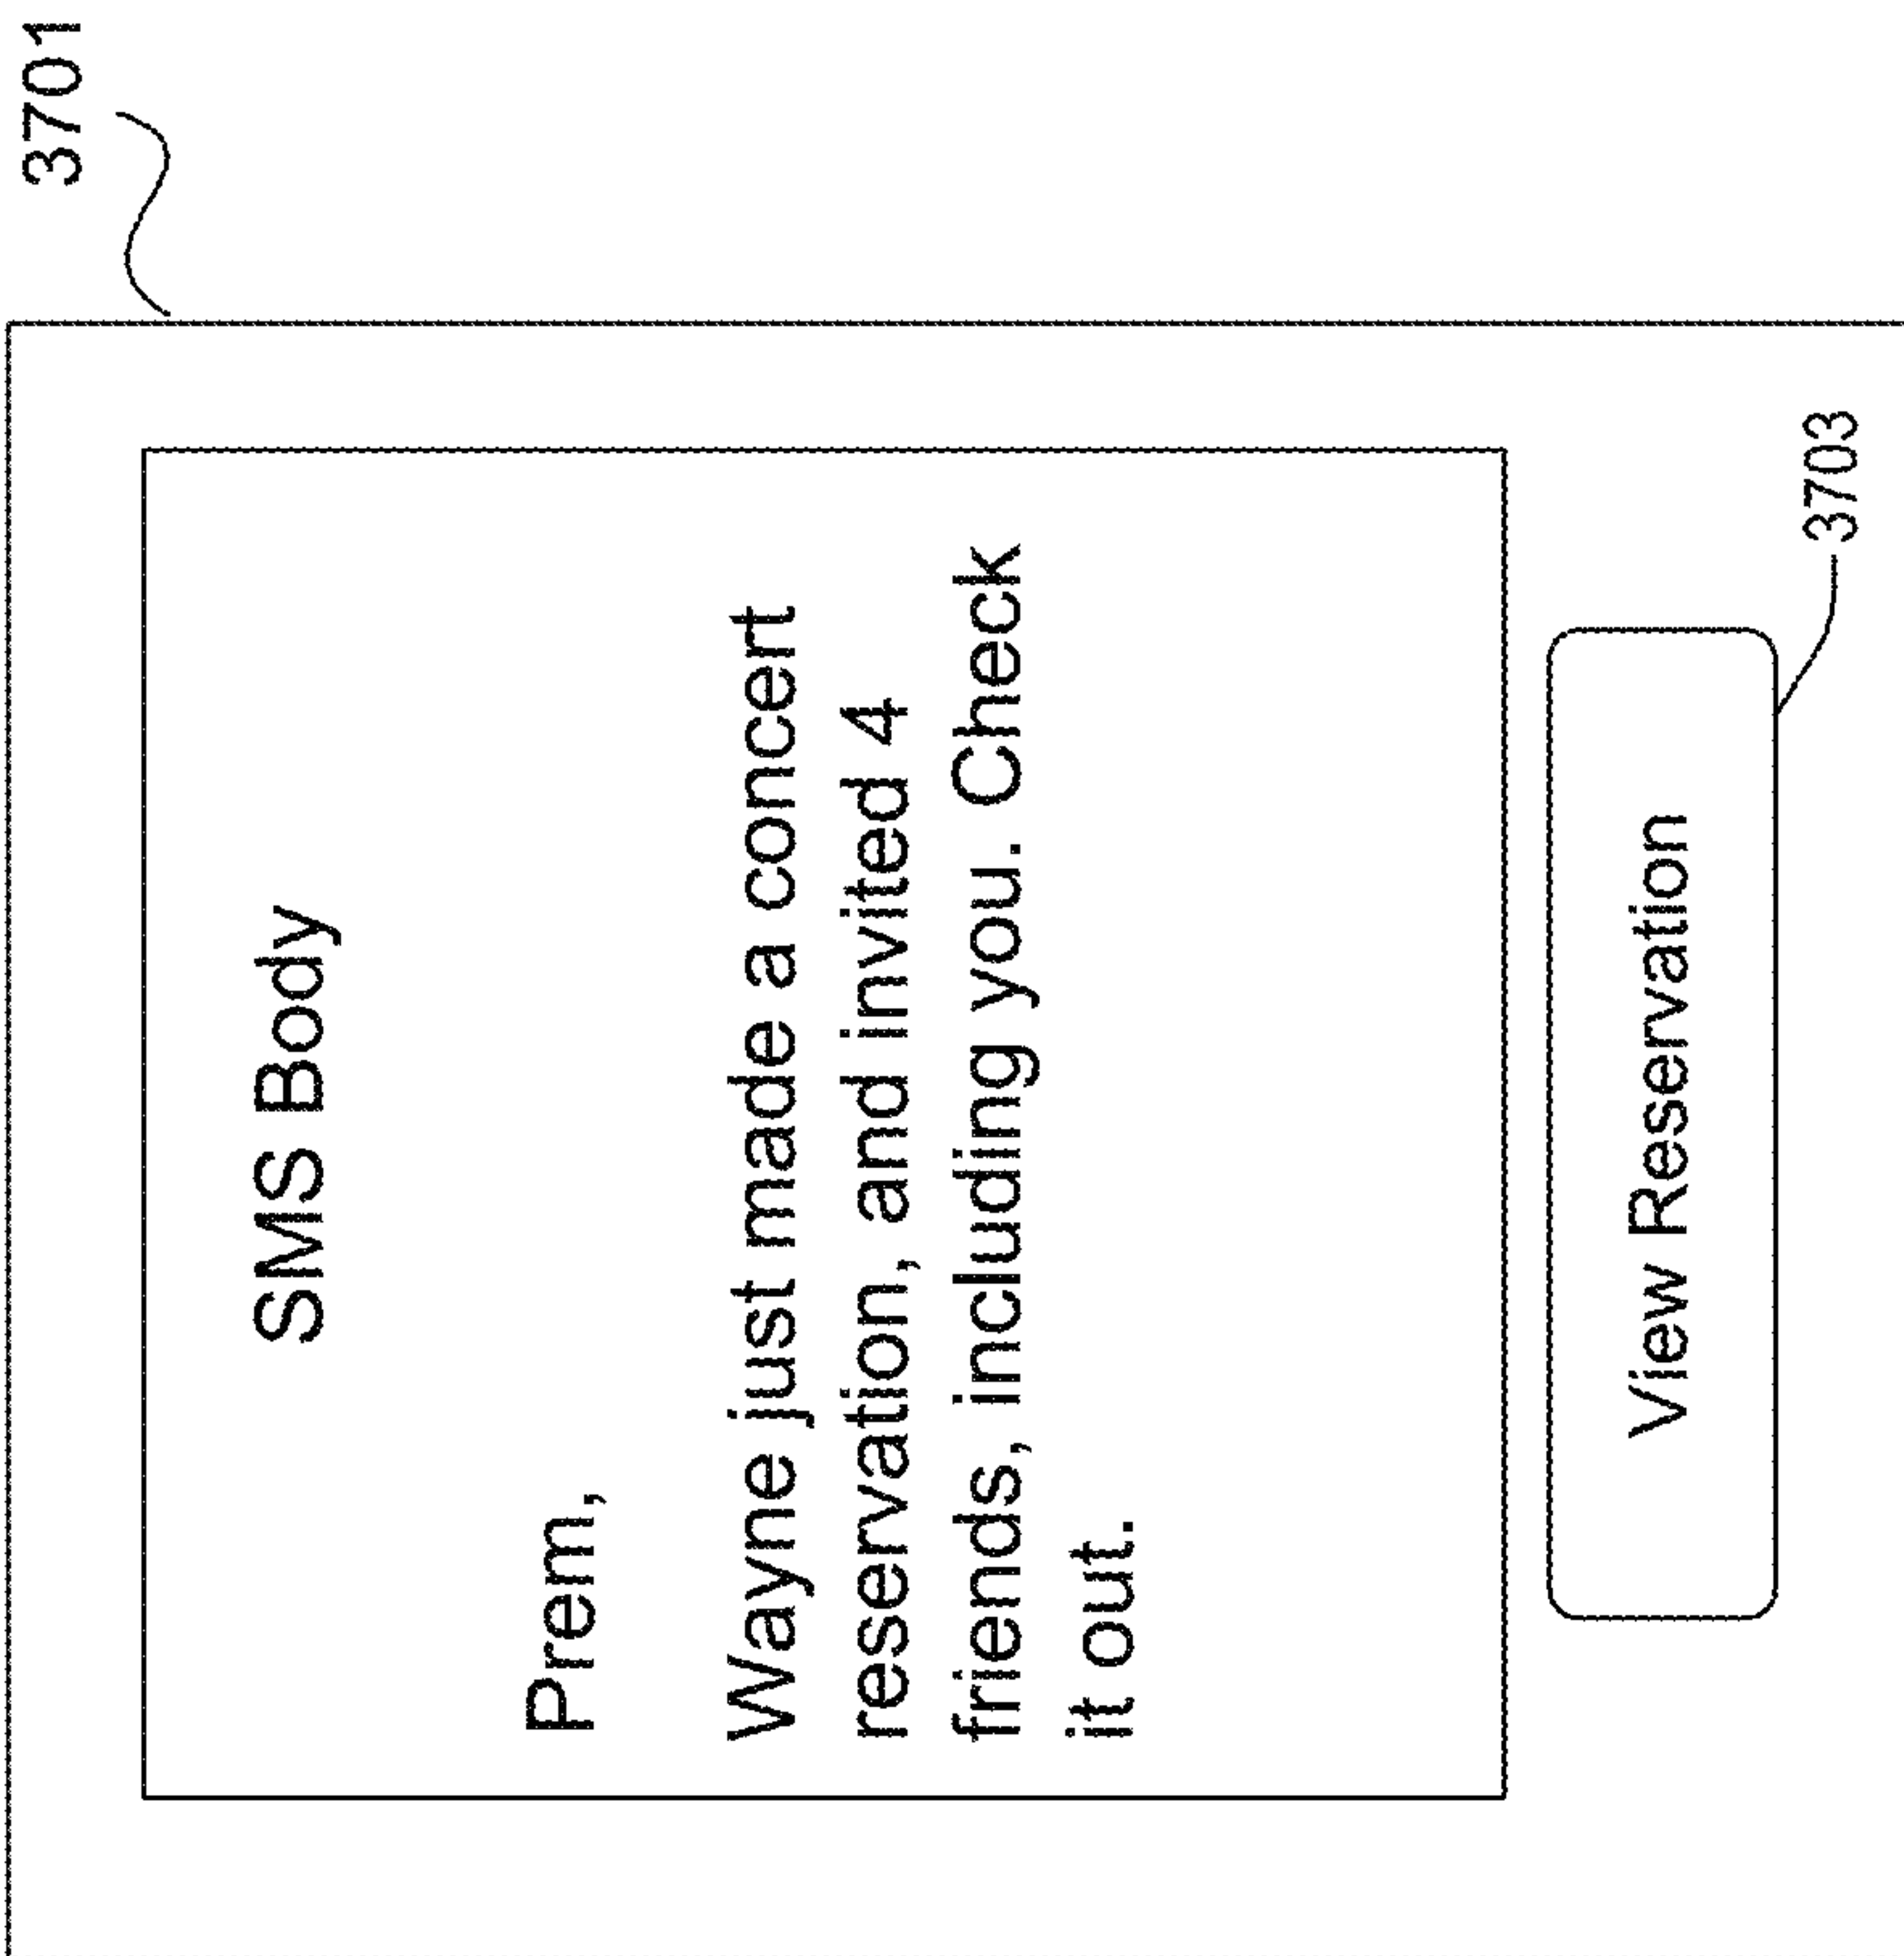 3701
SMS Body
Prem,
Wayne just made a concert
reservation, and invited 4
friends, including you. Check
it out.
View Reservation
3703